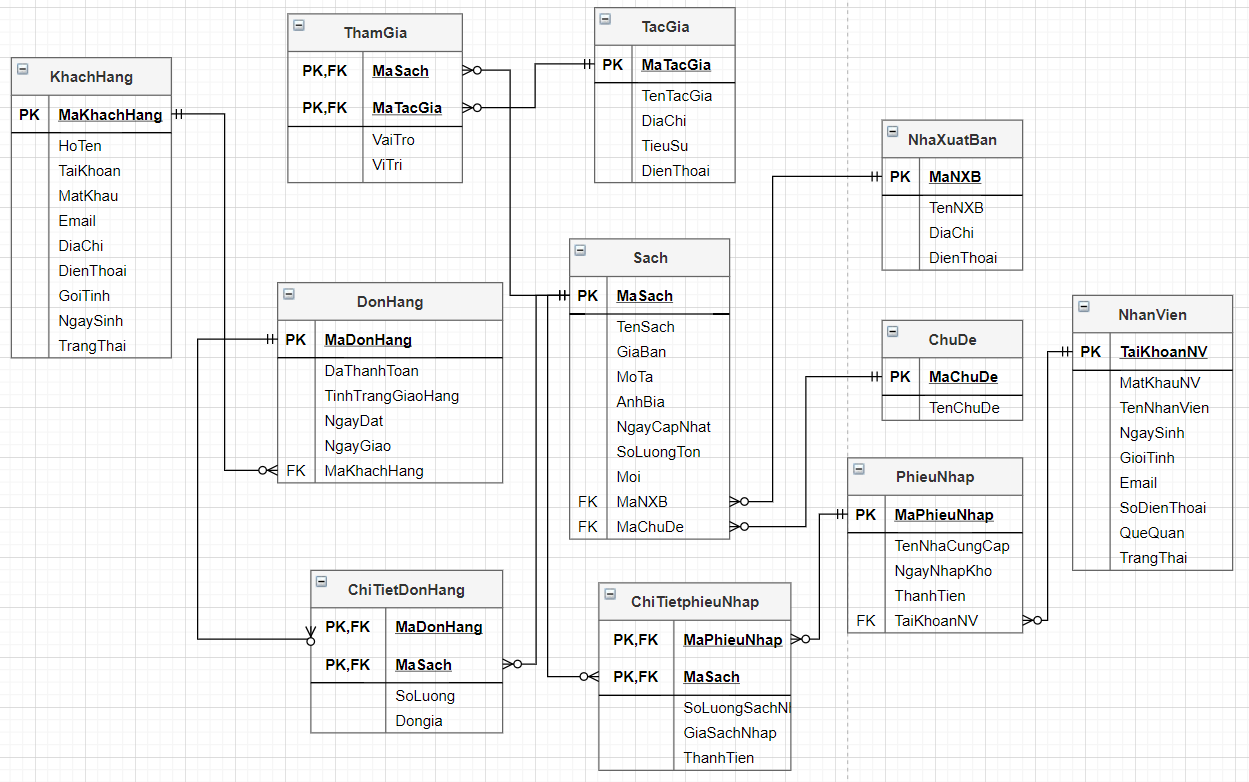 ThamGia
PK,FK MaSach
PK,FK MaTacGia
VaiTro
ViTri
TacGia
PK MaTacGia
TenTacGia
DiaChi
TieuSu
DienThoai
KhachHang
PK MaKhachHang
HoTen
TaiKhoan
MatKhau
Email
DiaChi
DienThoai
GoiTinh
NgaySinh
TrangThai
NhaXuatBan
PK MaNXB
TenNXB
DiaChi
DienThoai
Sach
PK MaSach
TenSach
GiaBan
MoTa
AnhBia
NgayCapNhat
SoLuongTon
Moi
FK MaNXB
FK MaChuDe
DonHang
PK MaDonHang
DaThanhToan
TinhTrangGiaoHang
NgayDat
NgayGiao
FK MaKhachHang
ChuDe
PK MaChuDe
TenChuDe
NhanVien
PK TaiKhoanNV
MatKhauNV
TenNhanVien
NgaySinh
GioiTinh
Email
SoDienThoai
QueQuan
TrangThai
PhieuNhap
PK MaPhieuNhap
TenNhaCungCap
NgayNhapKho
ThanhTien
FK TaiKhoanNV
ChiTietDonHang
PK,FK MaDonHang
PK,FK MaSach
SoLuong
Dongia
ChiTietphieuNhap
PK,FK MaPhieuNhap
PK,FK MaSach
GiaSachNhap
ThanhTien